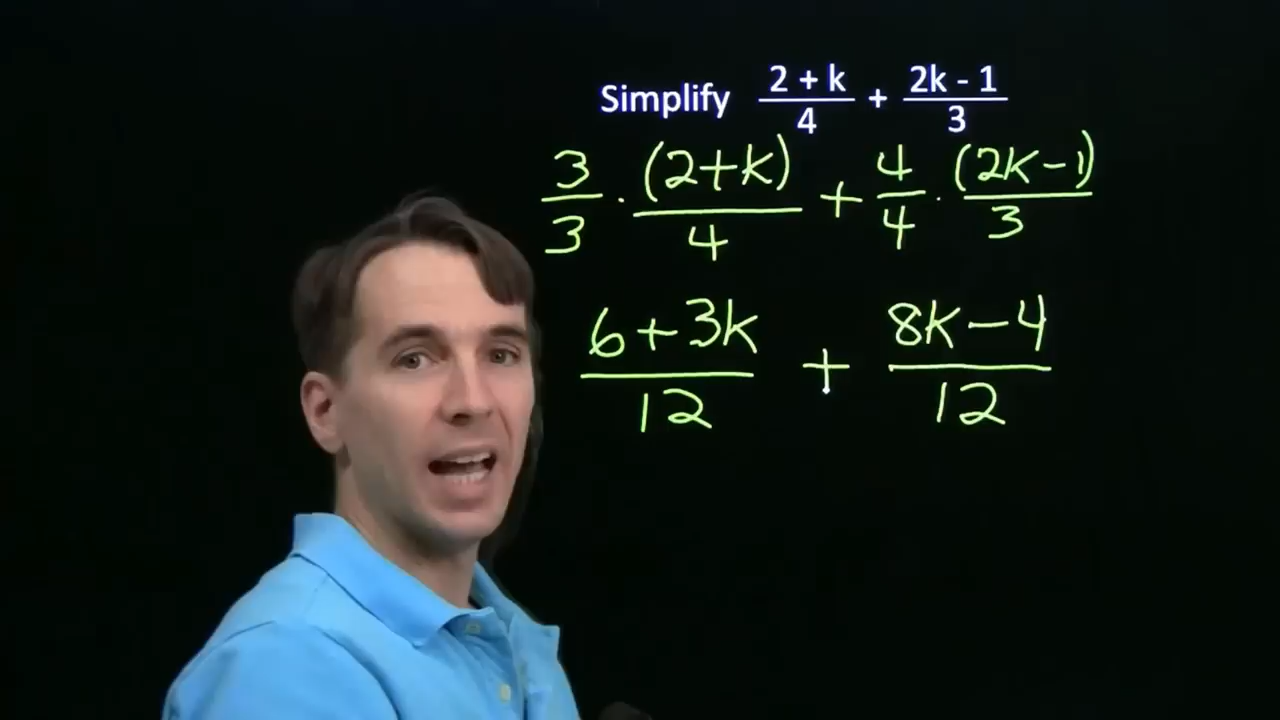 Simplify (2 + k)/4 + (2k - 1)/3
3/3 · (2+k)/4 + 4/4 · (2k-1)/3
(6+3k)/12 + (8k-4)/12